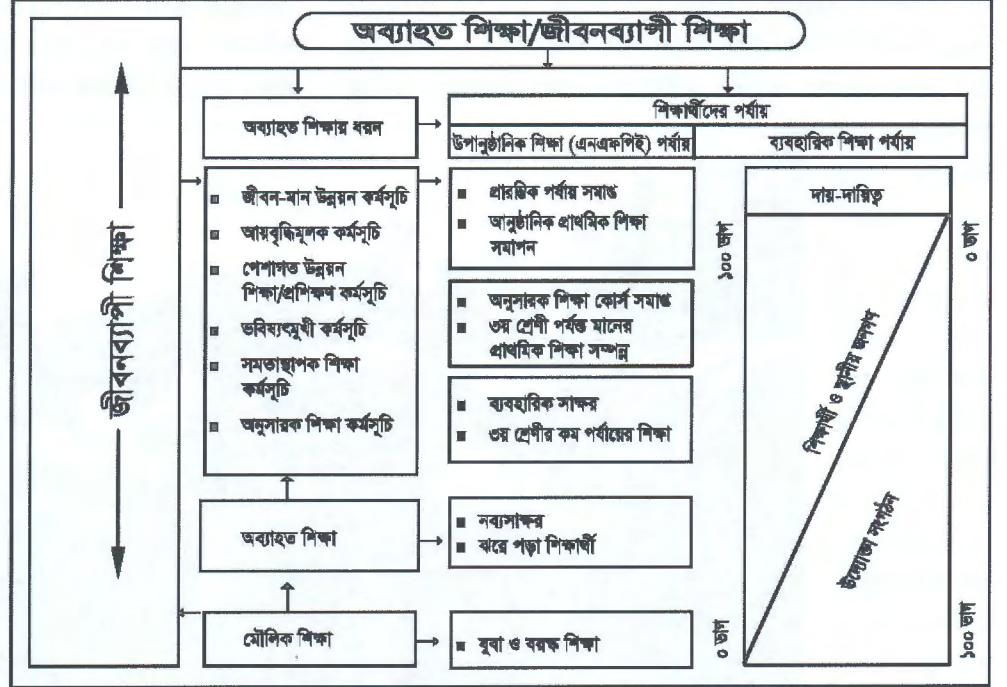 অব্যাহত শিক্ষা/জীবনব্যাপী শিক্ষা
জীবনব্যাপী শিক্ষা
অব্যাহত শিক্ষার ধরন
শিক্ষার্থীদের পর্যায়
উপানুষ্ঠানিক শিক্ষা (এনএফপিই) পর্যায়
ব্যবহারিক শিক্ষা পর্যায়
জীবন-মান উন্নয়ন কর্মসূচি
আয়বৃদ্ধিমূলক কর্মসূচি
পেশাগত উন্নয়ন
শিক্ষা/প্রশিক্ষণ কর্মসূচি
ভবিষ্যৎমুখী কর্মসূচি
সমতাস্থাপক শিক্ষা
কর্মসূচি
অনুসারক শিক্ষা কর্মসূচি
প্রারম্ভিক পর্যায় সমাপ্ত
আনুষ্ঠানিক প্রাথমিক শিক্ষা
সমাপন
অনুসারক শিক্ষা কোর্স সমাপ্ত
৩য় শ্রেণী পর্যন্ত মানের
প্রাথমিক শিক্ষা সম্পন্ন
ব্যবহারিক সাক্ষর
৩য় শ্রেণীর কম পর্যায়ের শিক্ষা
দায়-দায়িত্ব
১০০ ভাগ
০ ভাগ
শিক্ষার্থী ও স্থানীয় জনগণ
উদ্যোক্তা সংগঠন
০ ভাগ
১০০ ভাগ
অব্যাহত শিক্ষা
নব্যসাক্ষর
ঝরে পড়া শিক্ষার্থী
মৌলিক শিক্ষা
যুবা ও বয়স্ক শিক্ষা